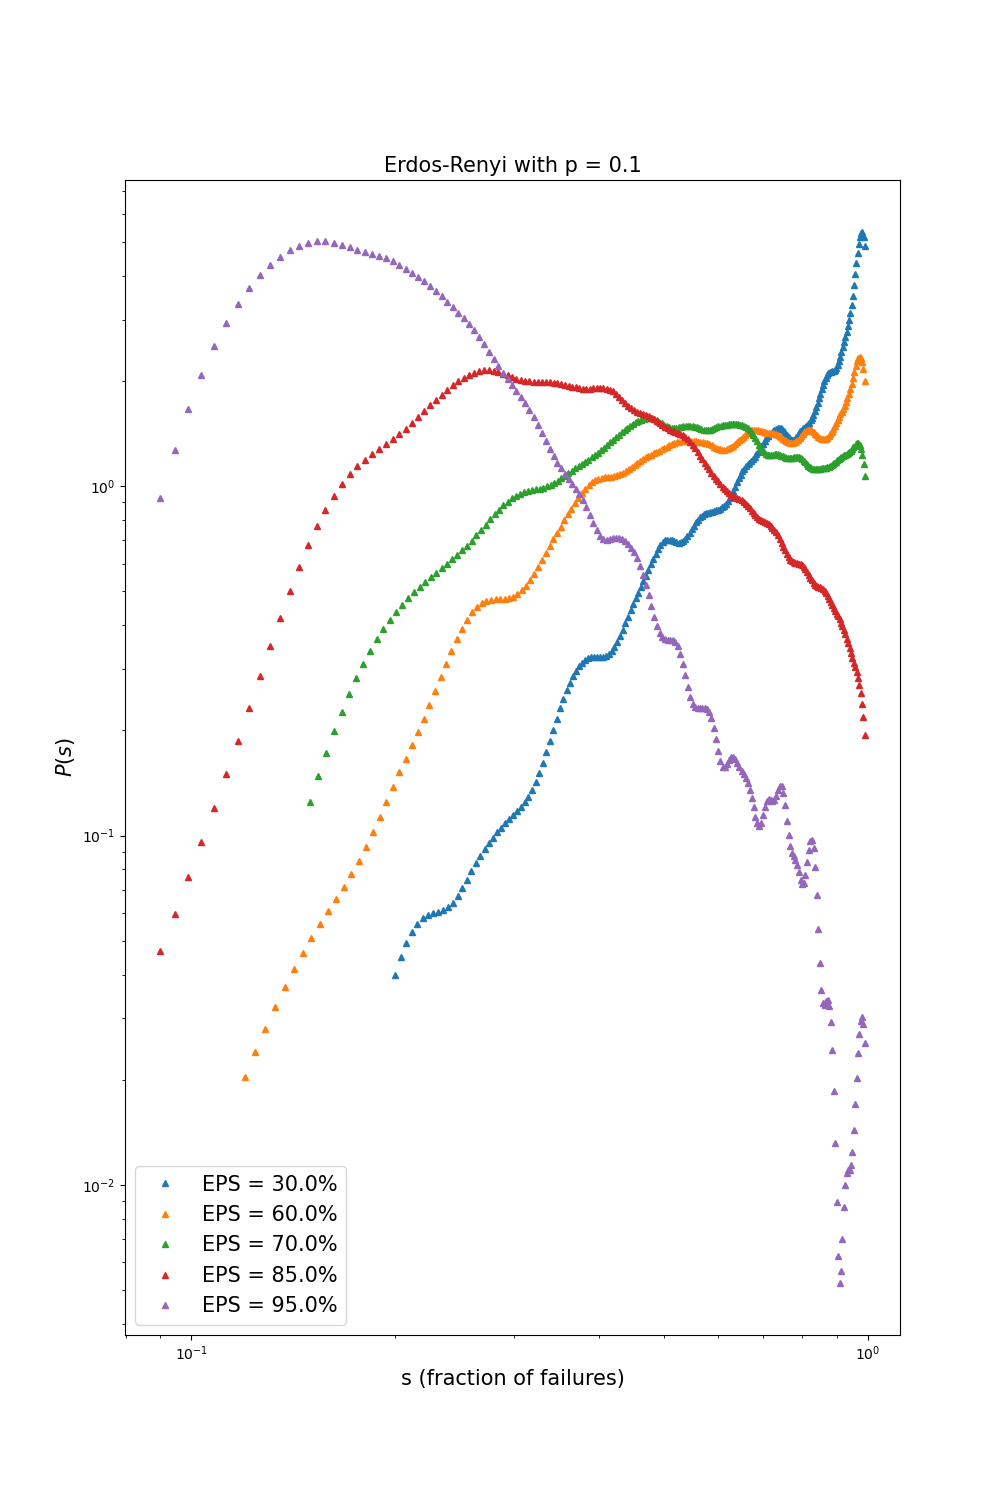 Erdos-Renyi with p = 0.1
P(s)
10⁰
10⁻¹
10⁻²
EPS = 30.0%
EPS = 60.0%
EPS = 70.0%
EPS = 85.0%
EPS = 95.0%
10⁻¹
10⁰
s (fraction of failures)